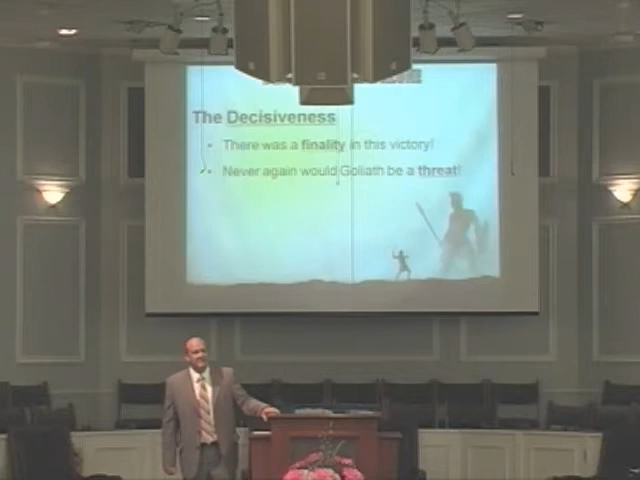 The Decisiveness
• There was a finality in this victory!
• Never again would Goliath be a threat!